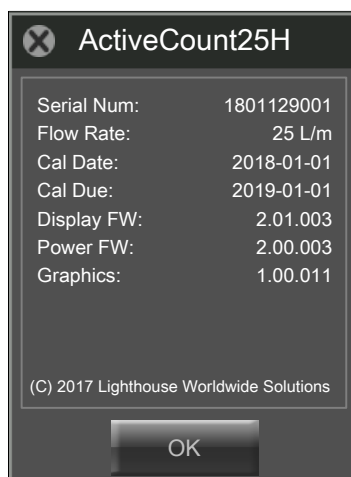 ActiveCount25H
Serial Num: 1801129001
Flow Rate: 25 L/m
Cal Date: 2018-01-01
Cal Due: 2019-01-01
Display FW: 2.01.003
Power FW: 2.00.003
Graphics: 1.00.011
(C) 2017 Lighthouse Worldwide Solutions
OK